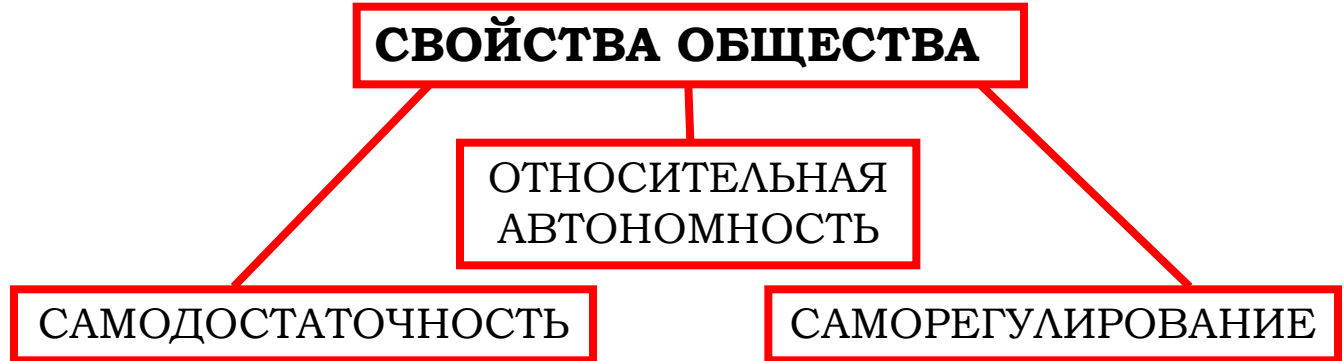 СВОЙСТВА ОБЩЕСТВА
ОТНОСИТЕЛЬНАЯ
АВТОНОМНОСТЬ
САМОДОСТАТОЧНОСТЬ
САМОРЕГУЛИРОВАНИЕ